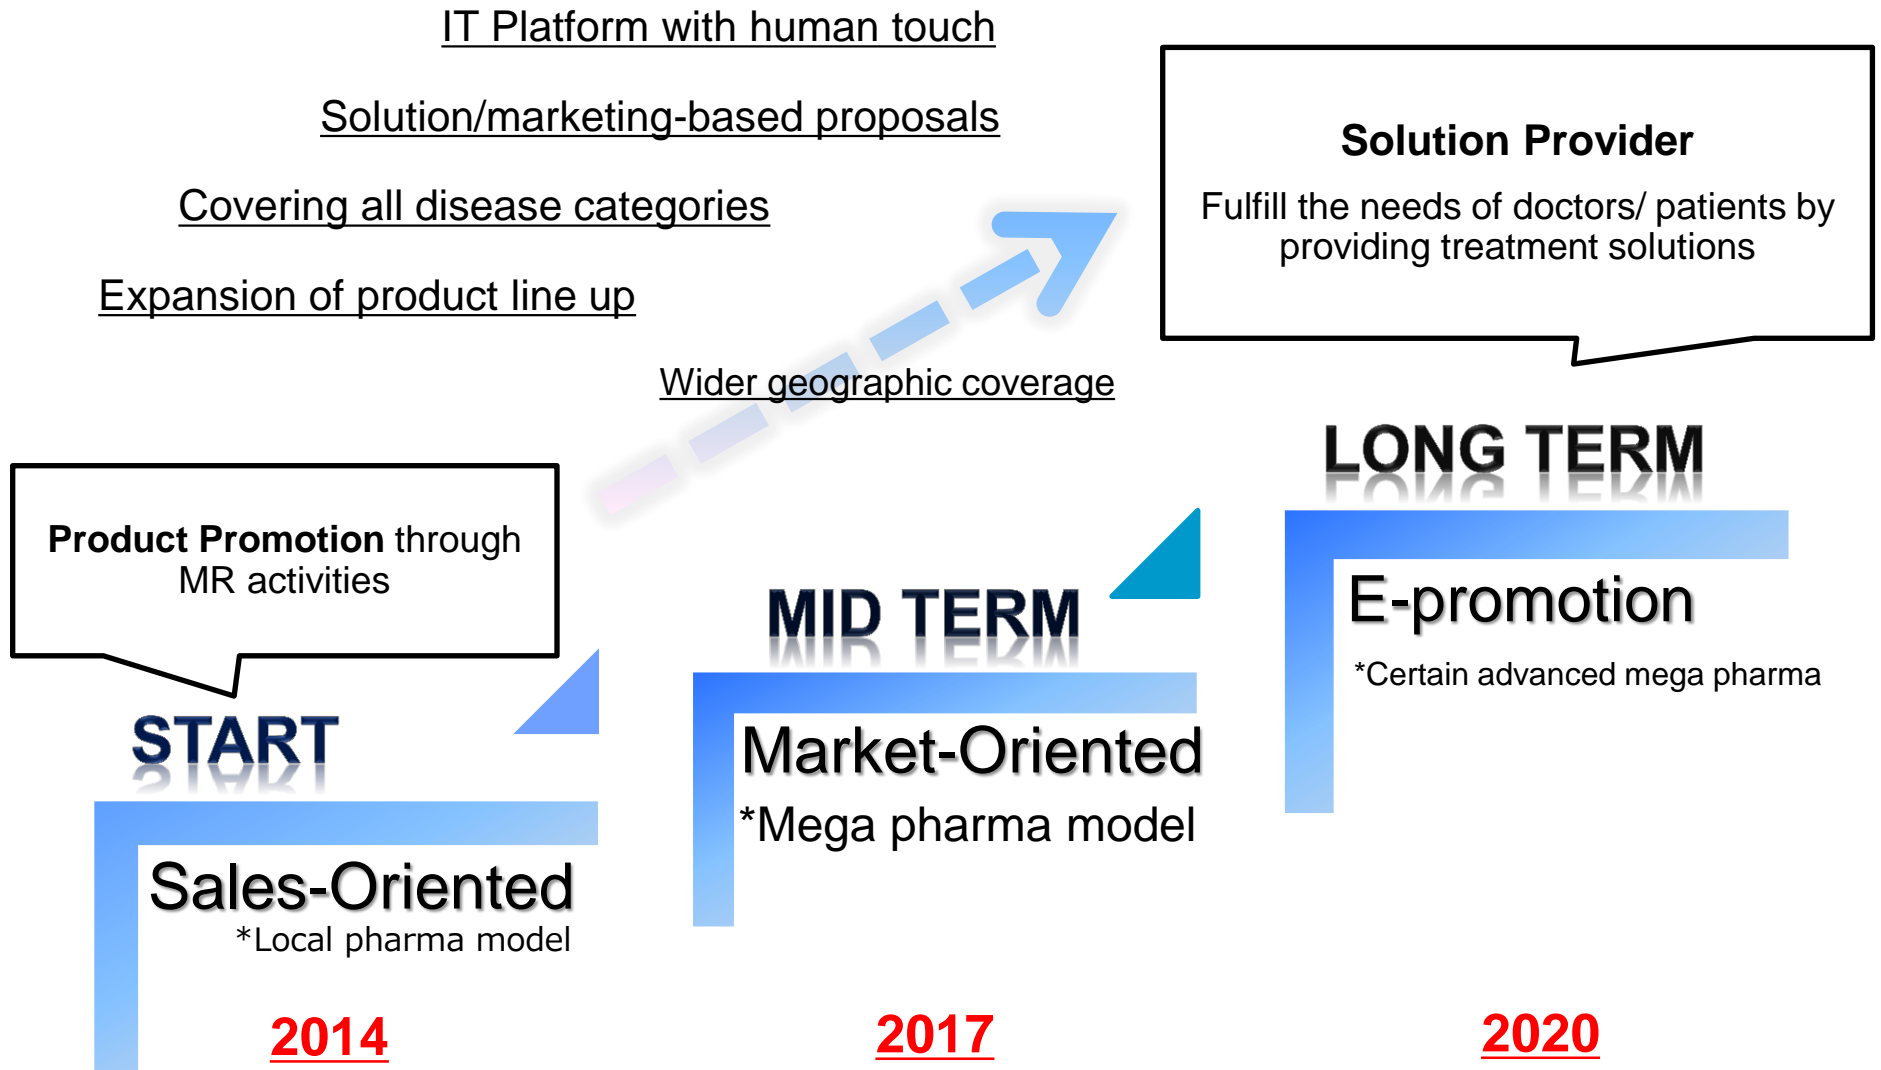 IT Platform with human touch
Solution/marketing-based proposals
Covering all disease categories
Expansion of product line up
Wider geographic coverage
Solution Provider
Fulfill the needs of doctors/ patients by
providing treatment solutions
Product Promotion through
MR activities
START
Sales-Oriented
*Local pharma model
2014
MID TERM
Market-Oriented
*Mega pharma model
2017
LONG TERM
E-promotion
*Certain advanced mega pharma
2020